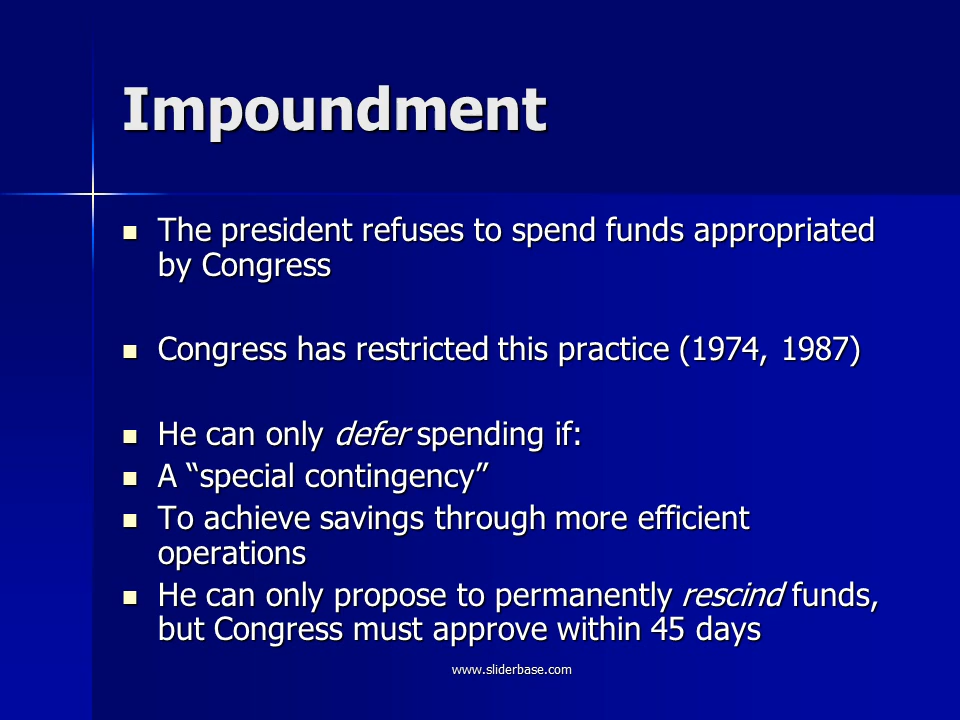 Impoundment
The president refuses to spend funds appropriated
by Congress
Congress has restricted this practice (1974, 1987)
He can only defer spending if:
A “special contingency”
To achieve savings through more efficient
operations
He can only propose to permanently rescind funds,
but Congress must approve within 45 days
www.sliderbase.com